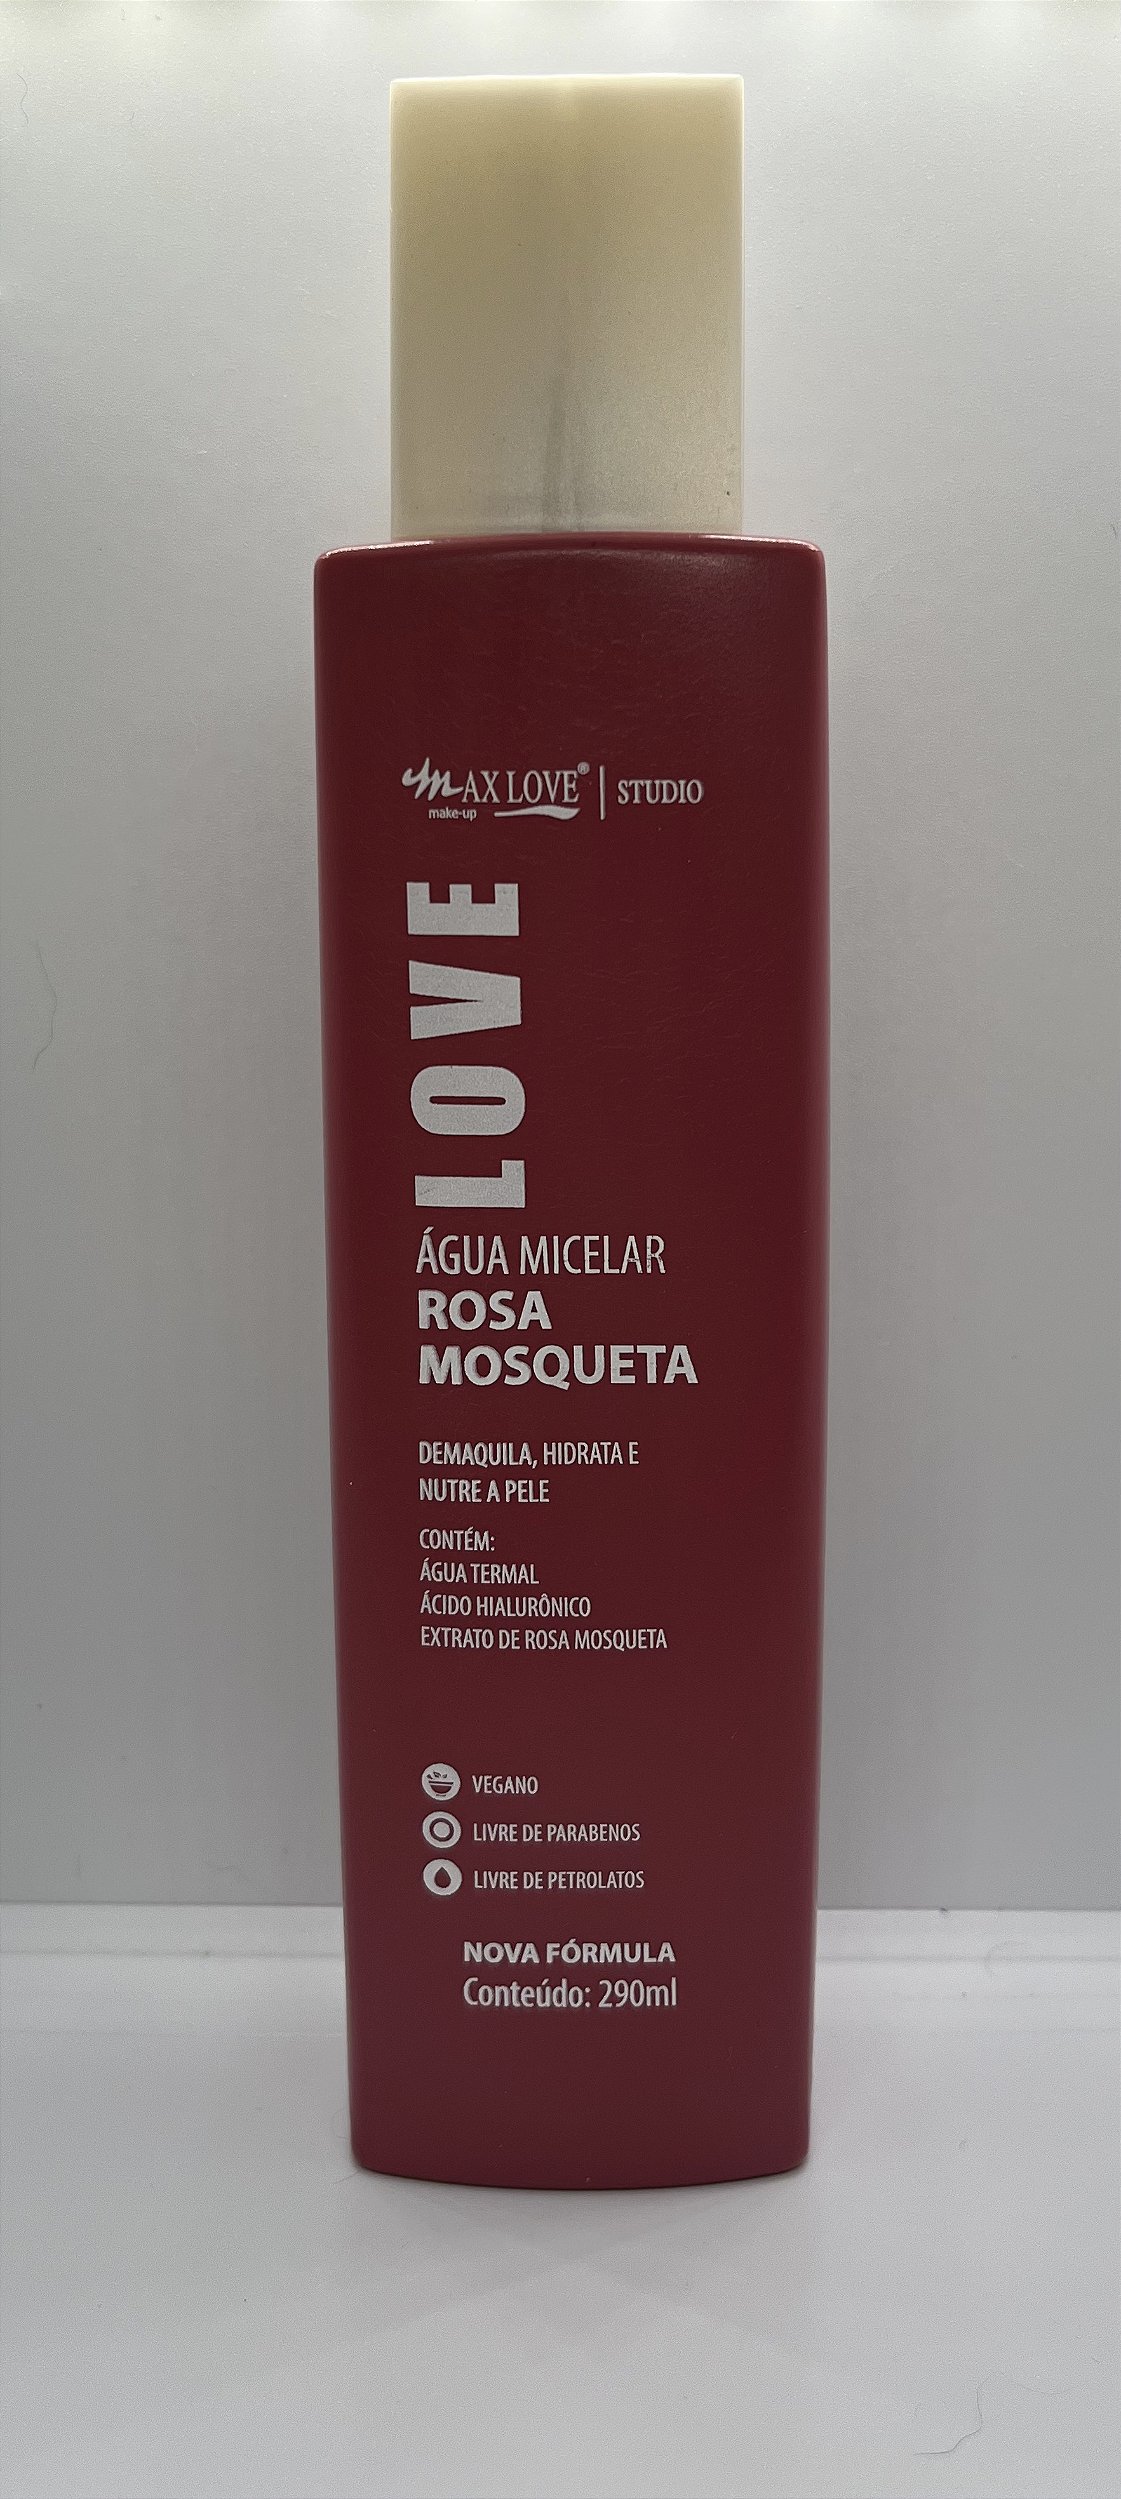 MAX LOVE® | STUDIO
make-up
LOVE
ÁGUA MICELAR
ROSA
MOSQUETA
DEMAQUILA, HIDRATA E
NUTRE A PELE
CONTÉM:
ÁGUA TERMAL
ÁCIDO HIALURÔNICO
EXTRATO DE ROSA MOSQUETA
VEGANO
LIVRE DE PARABENOS
LIVRE DE PETROLATOS
NOVA FÓRMULA
Conteúdo: 290ml